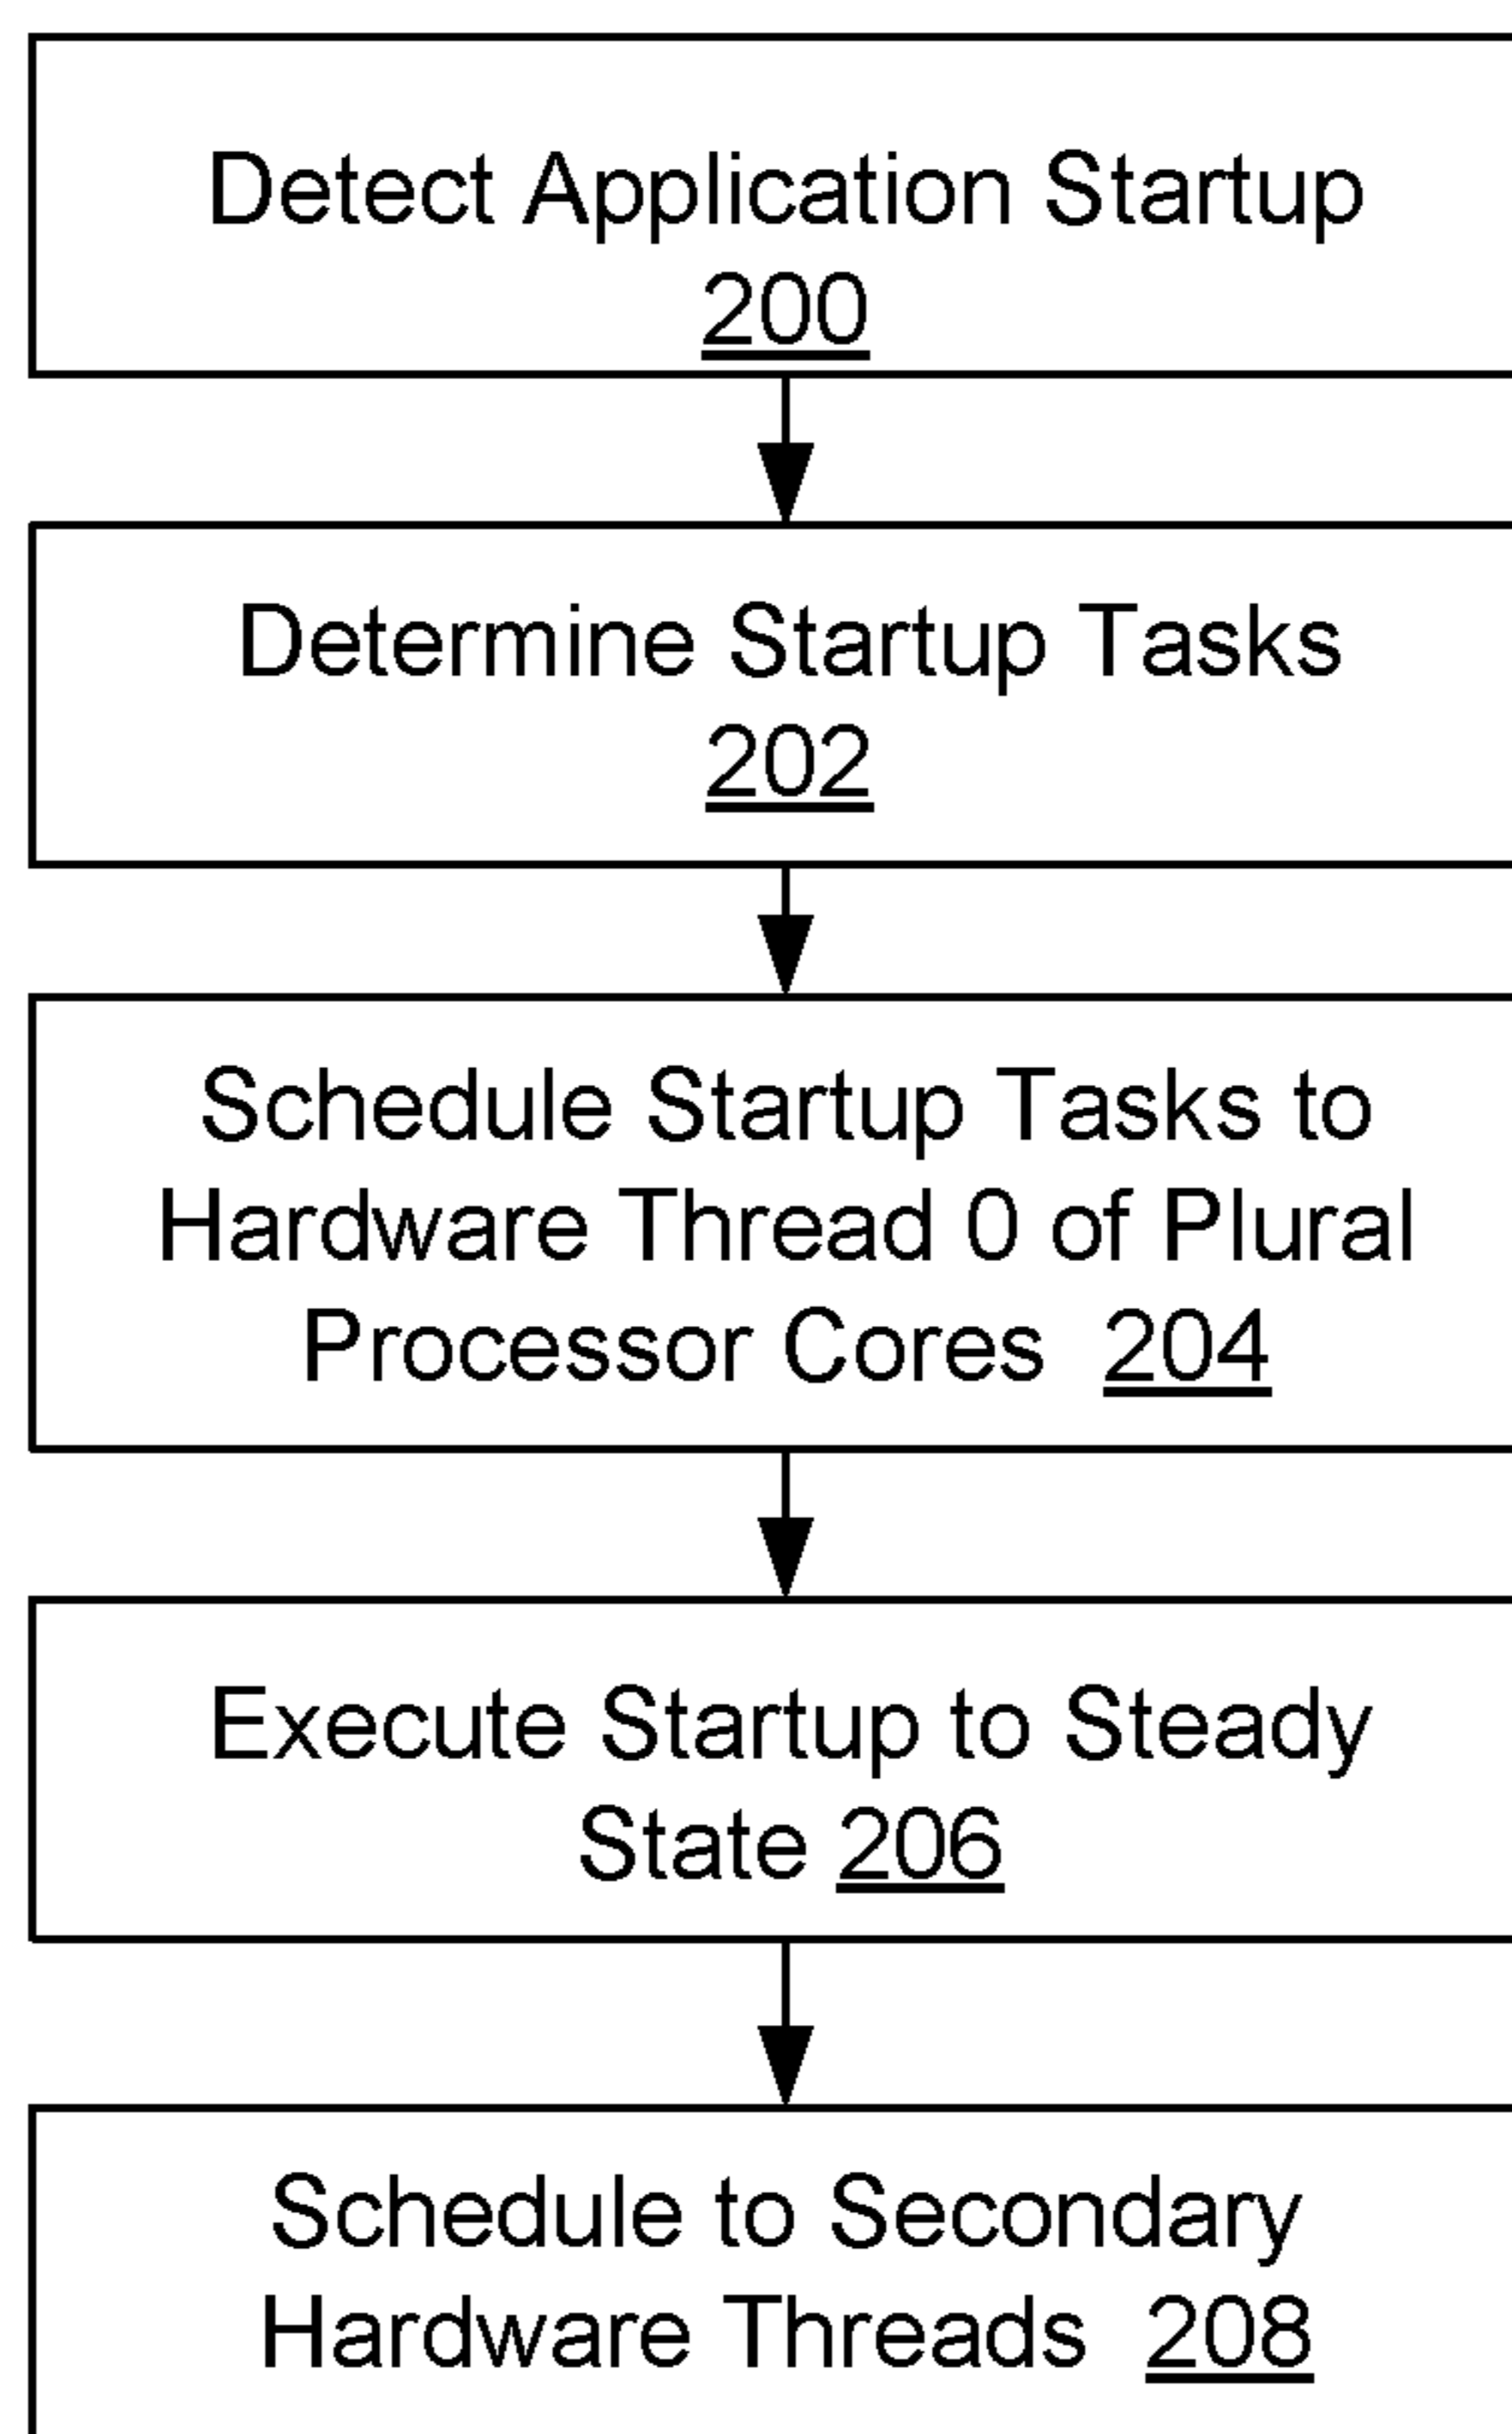 Detect Application Startup
200
Determine Startup Tasks
202
Schedule Startup Tasks to
Hardware Thread 0 of Plural
Processor Cores 204
Execute Startup to Steady
State 206
Schedule to Secondary
Hardware Threads 208